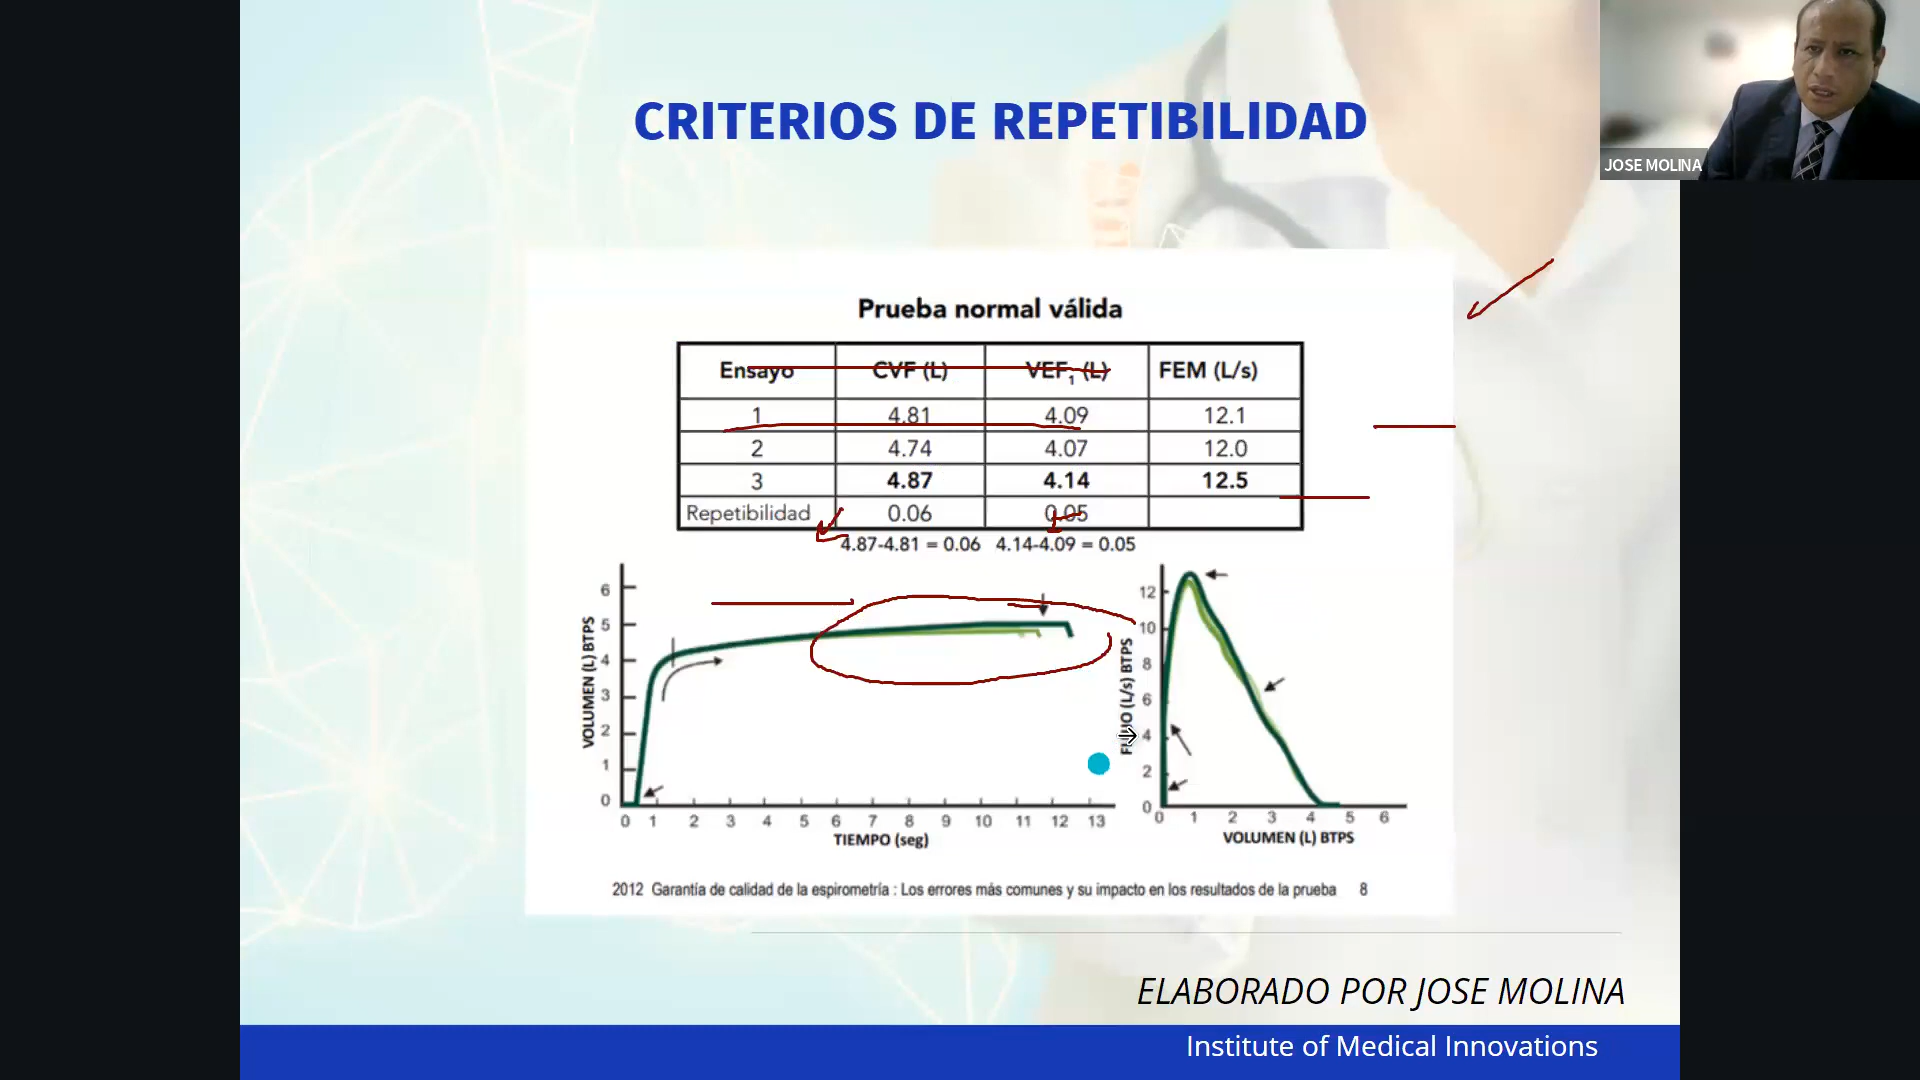 CRITERIOS DE REPETIBILIDAD
JOSE MOLINA
Prueba normal válida
Ensayo CVF (L) VEF1 (L) FEM (L/s)
1 4.81 4.09 12.1
2 4.74 4.07 12.0
3 4.87 4.14 12.5
Repetibilidad 0.06 0.05
4.87-4.81 = 0.06 4.14-4.09 = 0.05
VOLUMEN (L) BTPS
6
5
4
3
2
1
0
0 1 2 3 4 5 6 7 8 9 10 11 12 13
TIEMPO (seg)
FLUJO (L/s) BTPS
12
10
8
6
4
2
0
0 1 2 3 4 5 6
VOLUMEN (L) BTPS
2012 Garantía de calidad de la espirometría : Los errores más comunes y su impacto en los resultados de la prueba 8
ELABORADO POR JOSE MOLINA
Institute of Medical Innovations